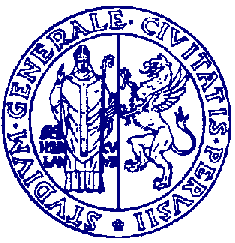 STVDIVM · GENERALE · CIVITATIS · PERVSII